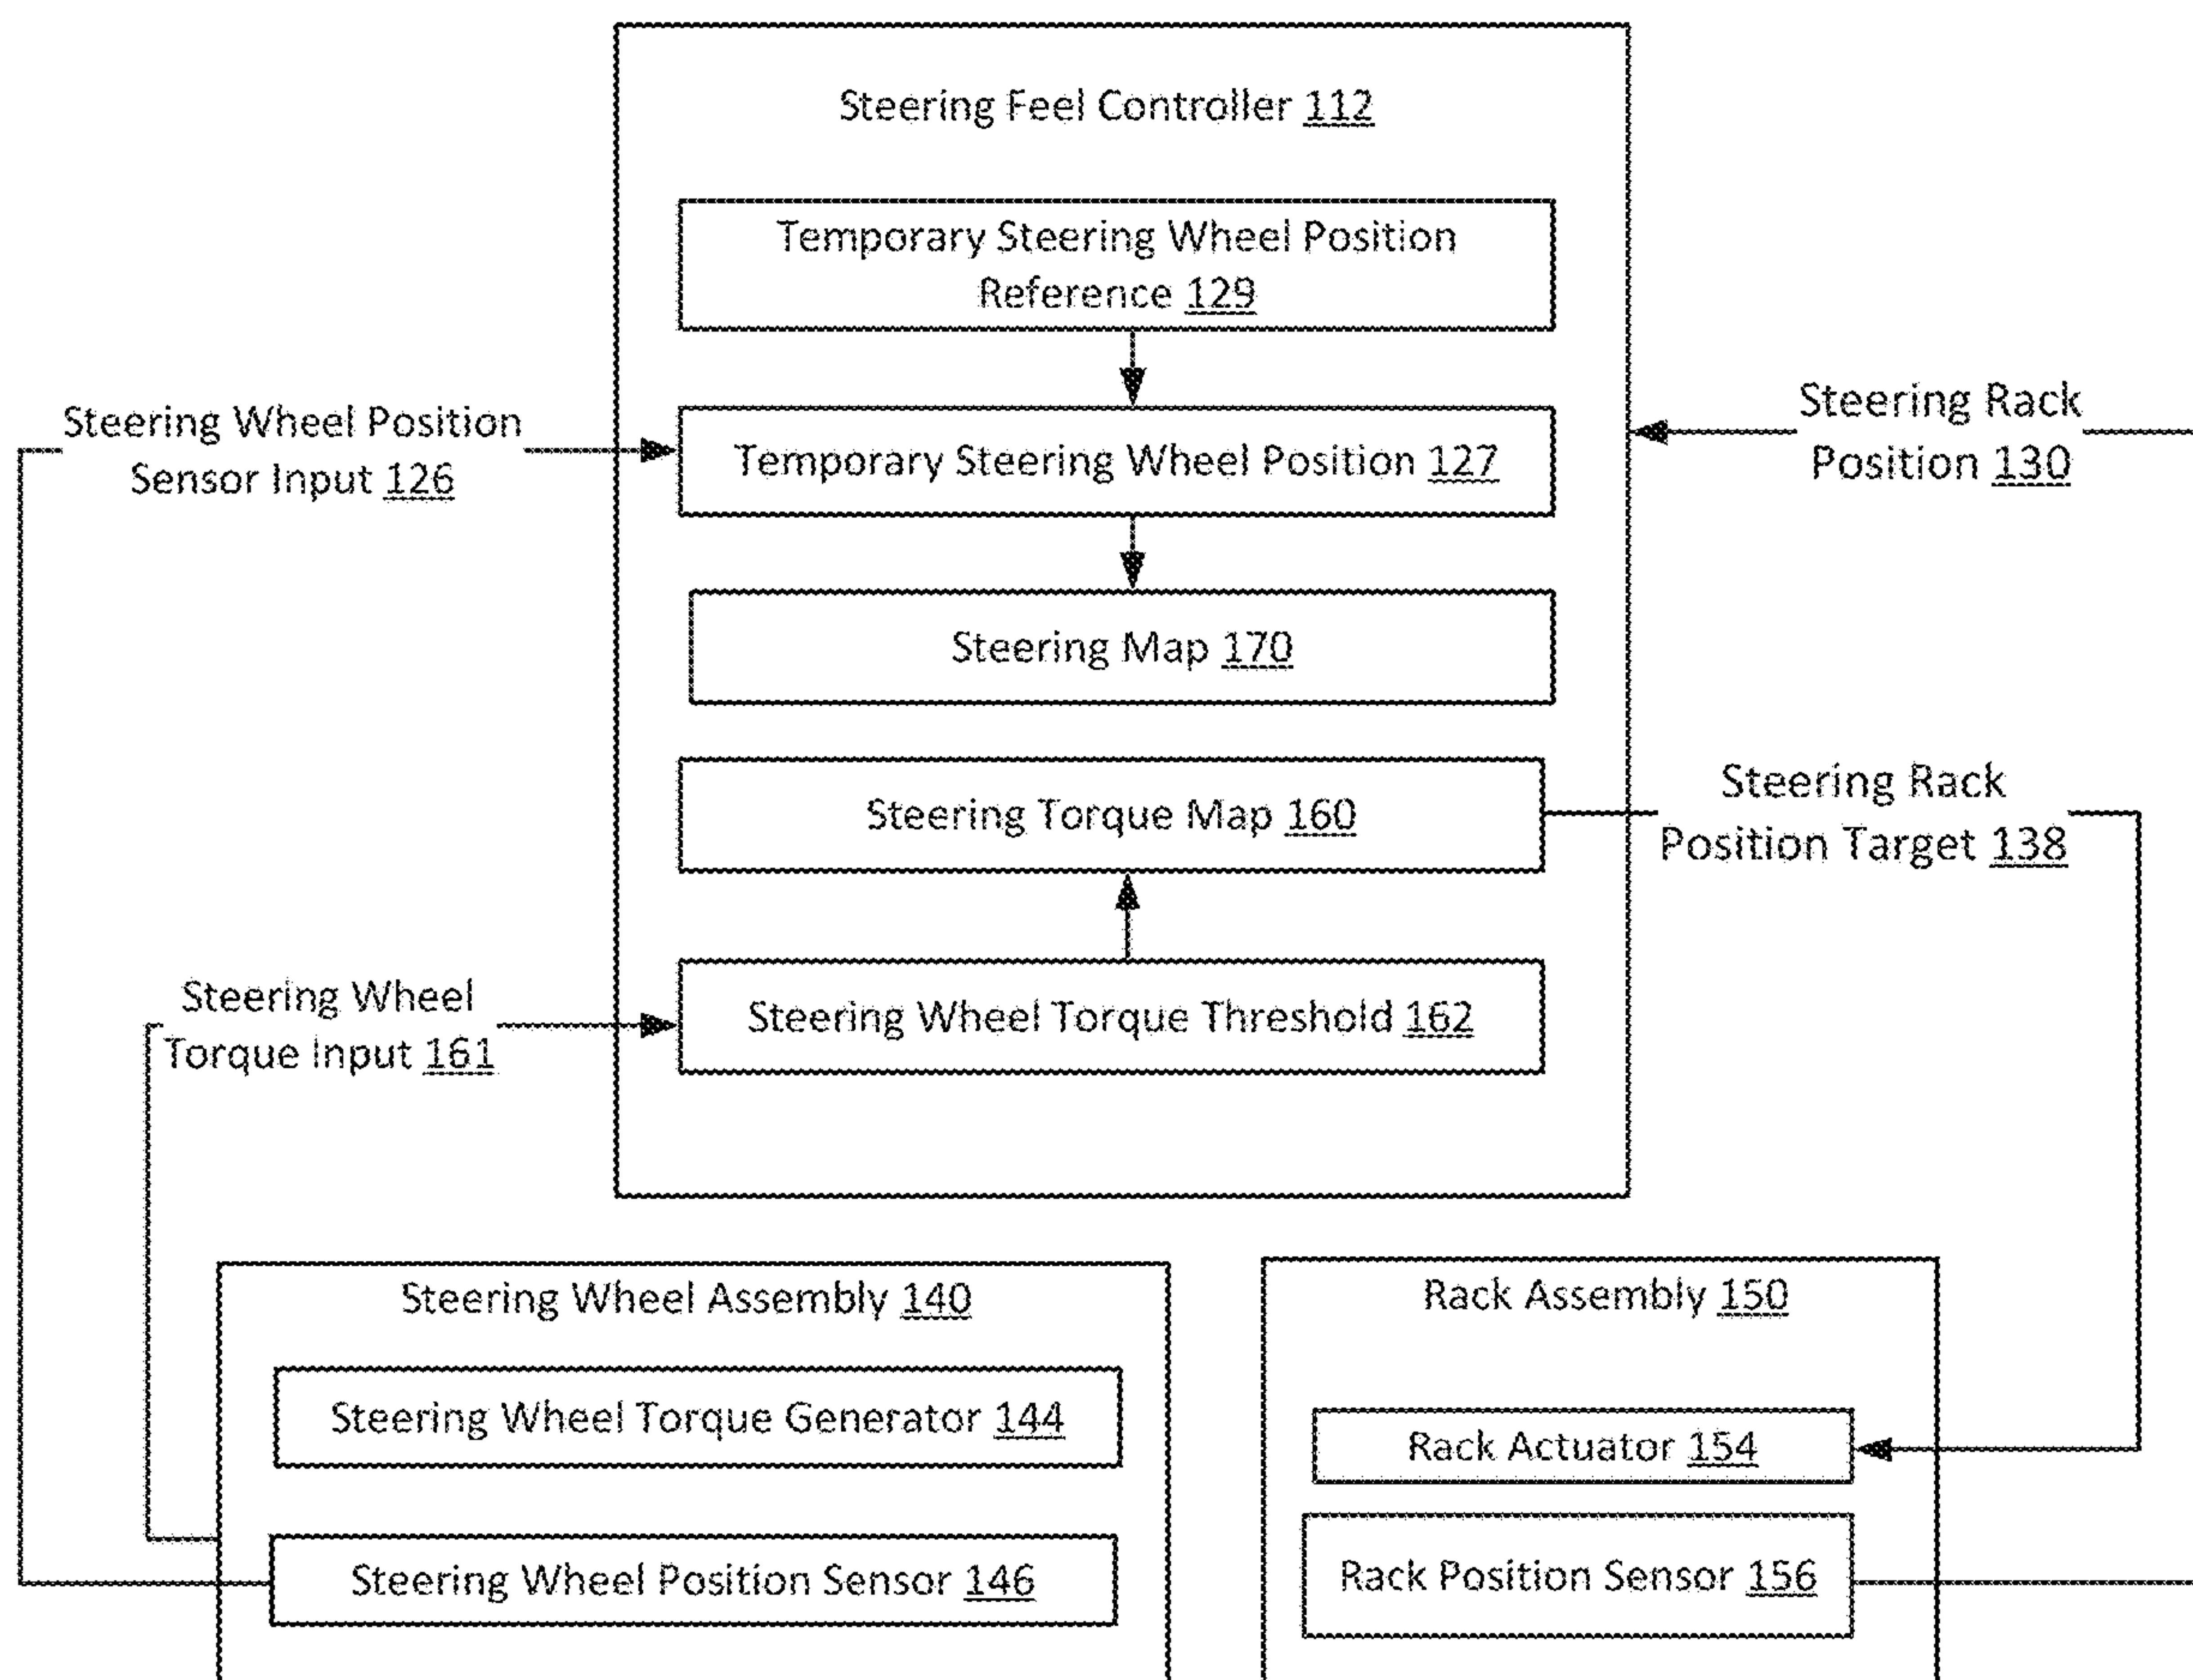 Steering Feel Controller 112
Temporary Steering Wheel Position
Reference 129
Steering Wheel Position
Sensor Input 126
Temporary Steering Wheel Position 127
Steering Rack
Position 130
Steering Map 170
Steering Torque Map 160
Steering Rack
Position Target 138
Steering Wheel
Torque Input 161
Steering Wheel Torque Threshold 162
Steering Wheel Assembly 140
Steering Wheel Torque Generator 144
Steering Wheel Position Sensor 146
Rack Assembly 150
Rack Actuator 154
Rack Position Sensor 156